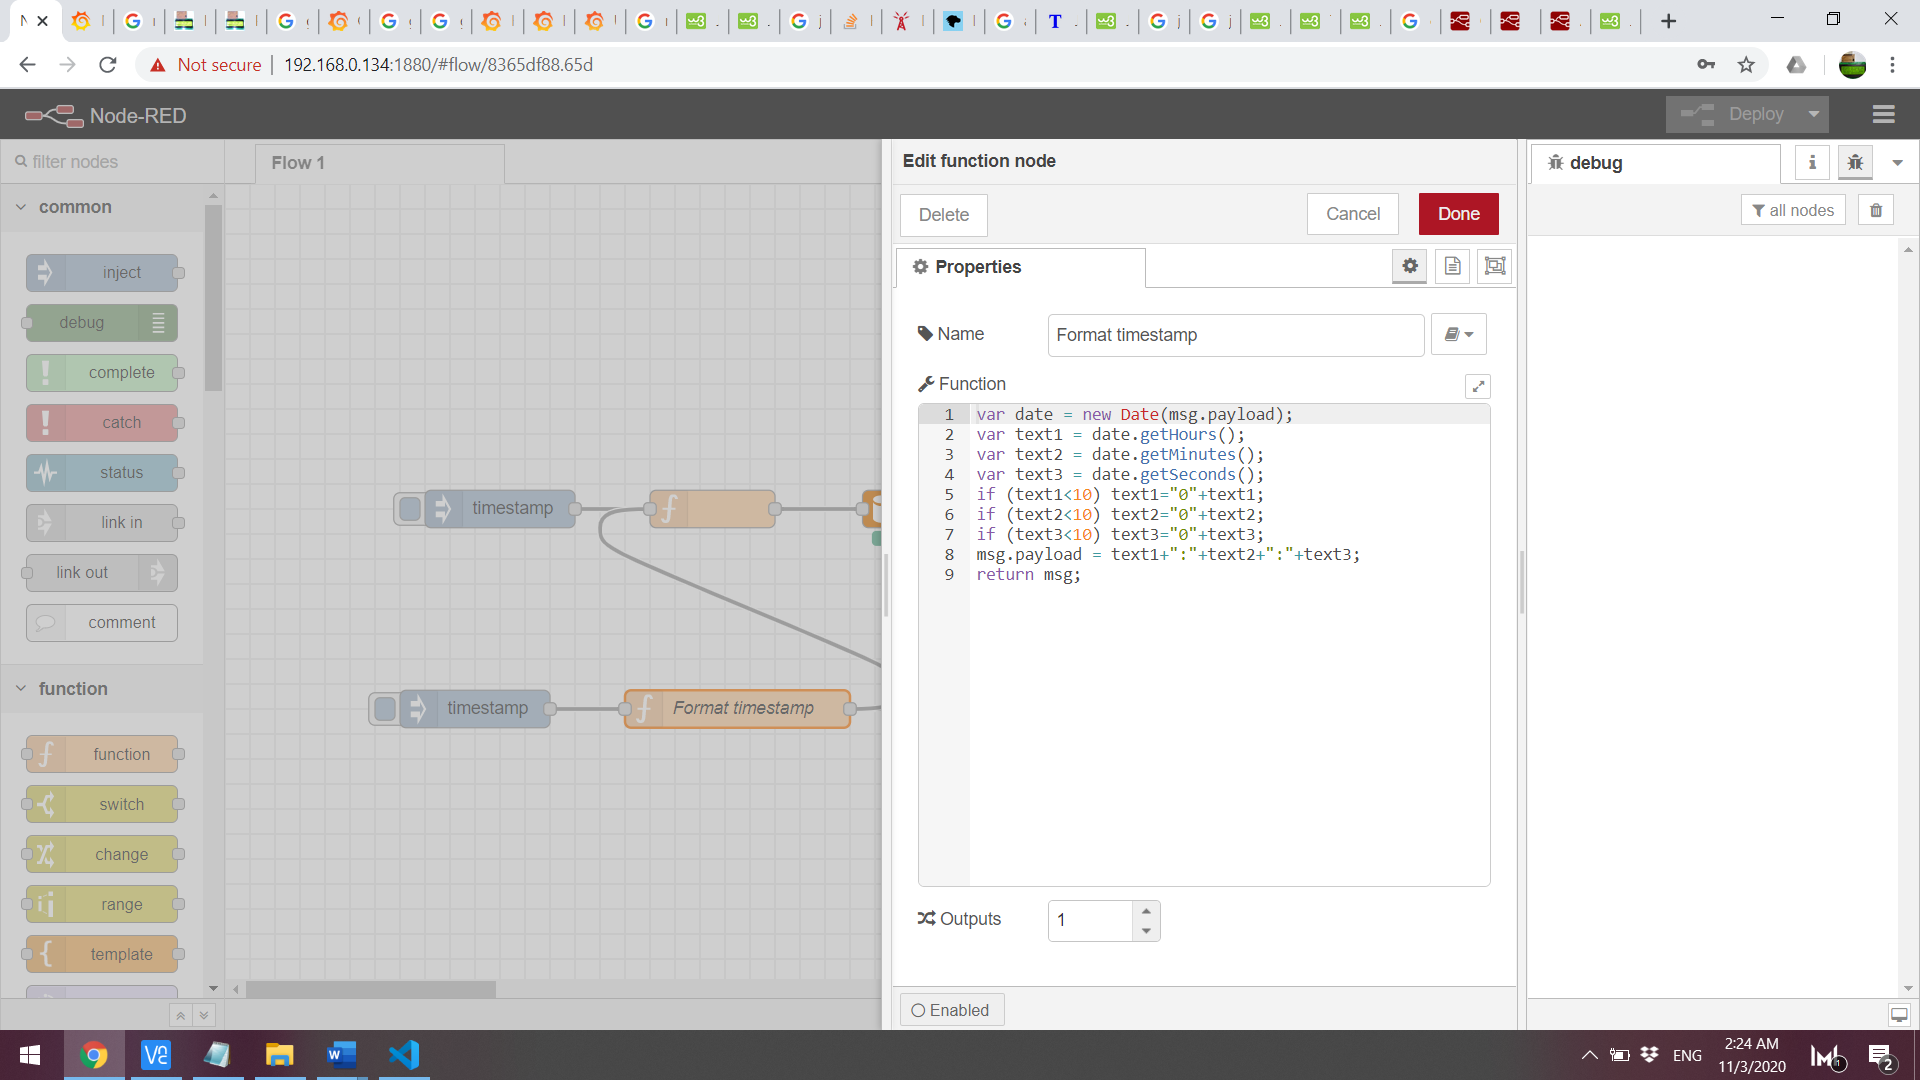 Not secure
192.168.0.134:1880/#flow/8365df88.65d
Node-RED
Deploy
filter nodes
Flow 1
Edit function node
debug
Delete
Cancel
Done
all nodes
common
Properties
inject
debug
Name
Format timestamp
complete
Function
catch
1 var date = new Date(msg.payload);
2 var text1 = date.getHours();
3 var text2 = date.getMinutes();
4 var text3 = date.getSeconds();
5 if (text1<10) text1="0"+text1;
6 if (text2<10) text2="0"+text2;
7 if (text3<10) text3="0"+text3;
8 msg.payload = text1+":"+text2+":"+text3;
9 return msg;
status
timestamp
link in
link out
comment
function
timestamp
Format timestamp
function
switch
change
range
Outputs
1
template
Enabled
ENG
2:24 AM
11/3/2020
1
2